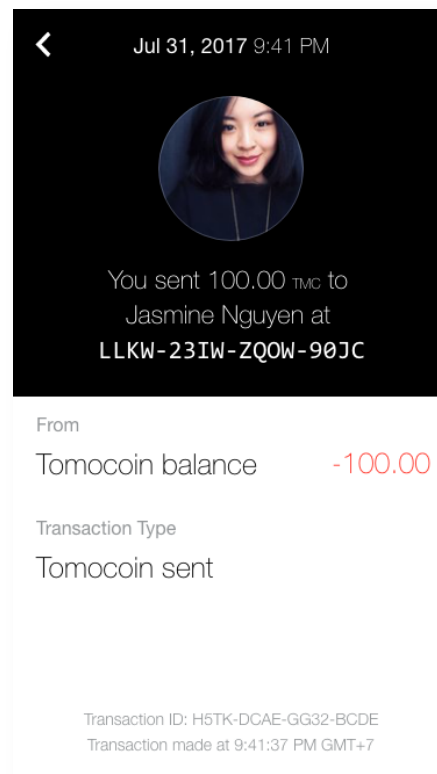 Jul 31, 2017 9:41 PM
You sent 100.00 TMC to
Jasmine Nguyen at
LLKW-23IW-ZQOW-90JC
From
Tomocoin balance -100.00
Transaction Type
Tomocoin sent
Transaction ID: H5TK-DCAE-GG32-BCDE
Transaction made at 9:41:37 PM GMT+7